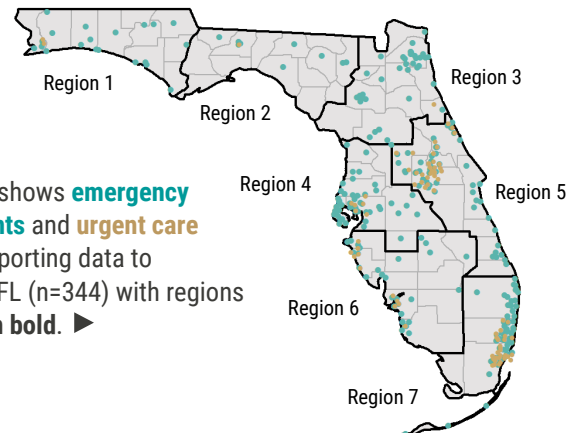 Region 1
Region 2
Region 3
shows emergency
nts and urgent care
porting data to
FL (n=344) with regions
bold. ►
Region 4
Region 5
Region 6
Region 7